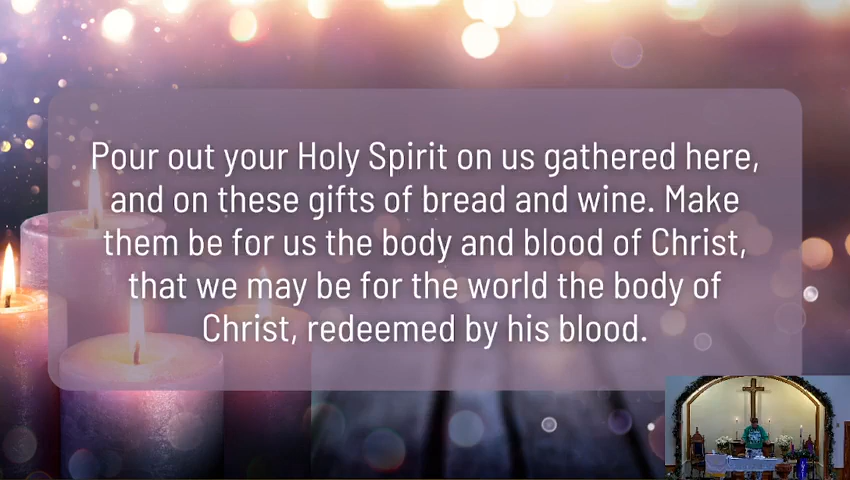 Pour out your Holy Spirit on us gathered here,
and on these gifts of bread and wine. Make
them be for us the body and blood of Christ,
that we may be for the world the body of
Christ, redeemed by his blood.